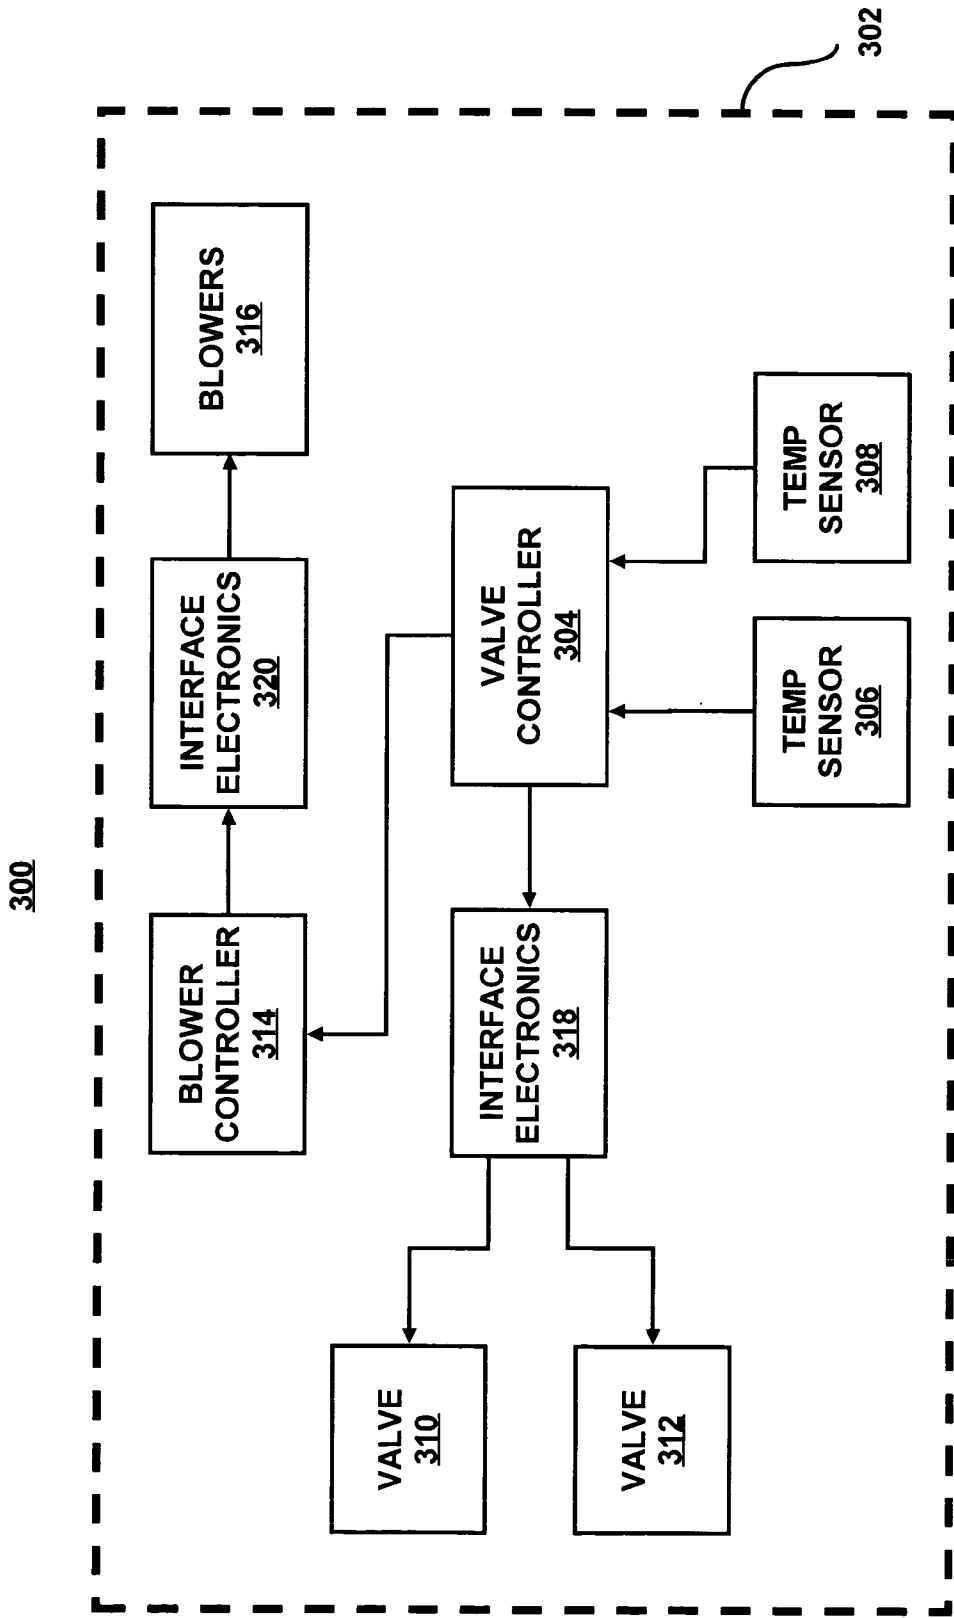 300
302
BLOWER
CONTROLLER
314
INTERFACE
ELECTRONICS
320
BLOWERS
316
VALVE
310
VALVE
312
INTERFACE
ELECTRONICS
318
VALVE
CONTROLLER
304
TEMP
SENSOR
306
TEMP
SENSOR
308